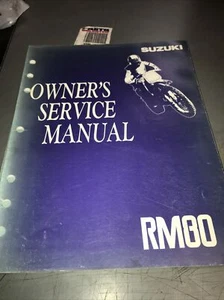 SUZUKI
OWNER'S
SERVICE
MANUAL
RM80